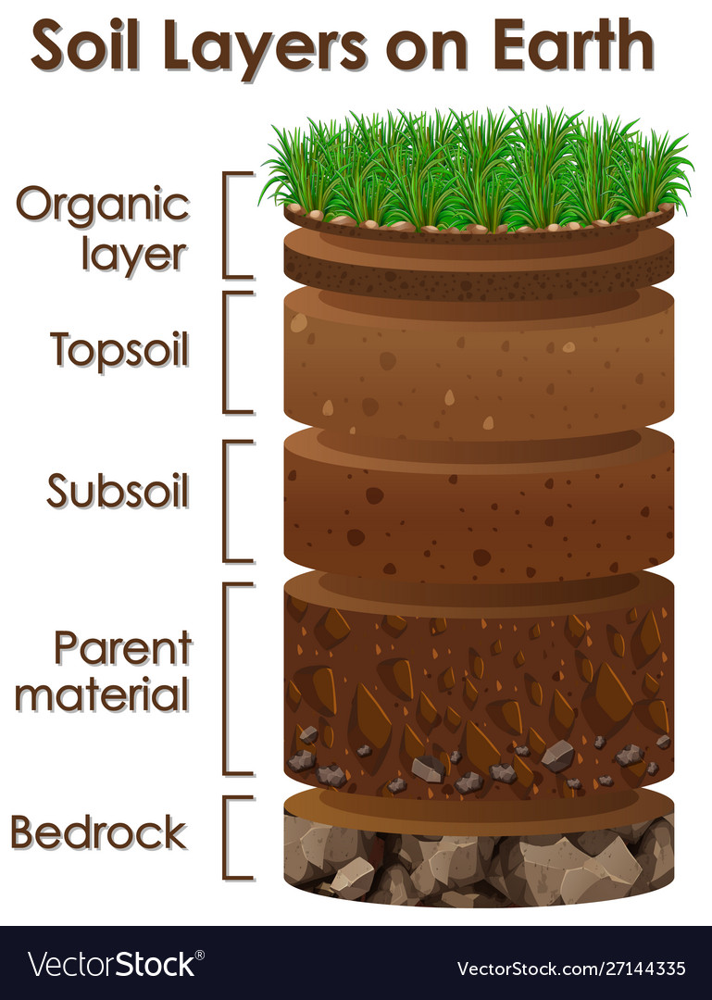 Soil Layers on Earth
Organic
layer
Topsoil
Subsoil
Parent
material
Bedrock
VectorStock®
VectorStock.com/27144335